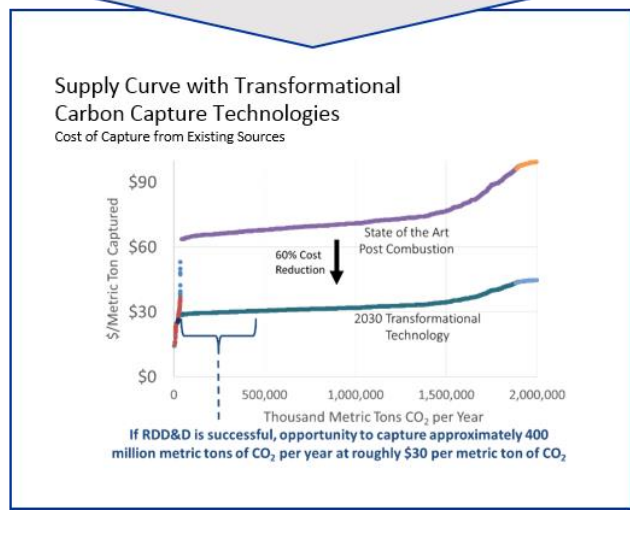 Supply Curve with Transformational
Carbon Capture Technologies
Cost of Capture from Existing Sources
$/Metric Ton Captured
$90
$60
$30
$0
State of the Art
Post Combustion
60% Cost
Reduction
2030 Transformational
Technology
0
500,000
1,000,000
1,500,000
2,000,000
Thousand Metric Tons CO₂ per Year
If RDD&D is successful, opportunity to capture approximately 400
million metric tons of CO₂ per year at roughly $30 per metric ton of CO₂